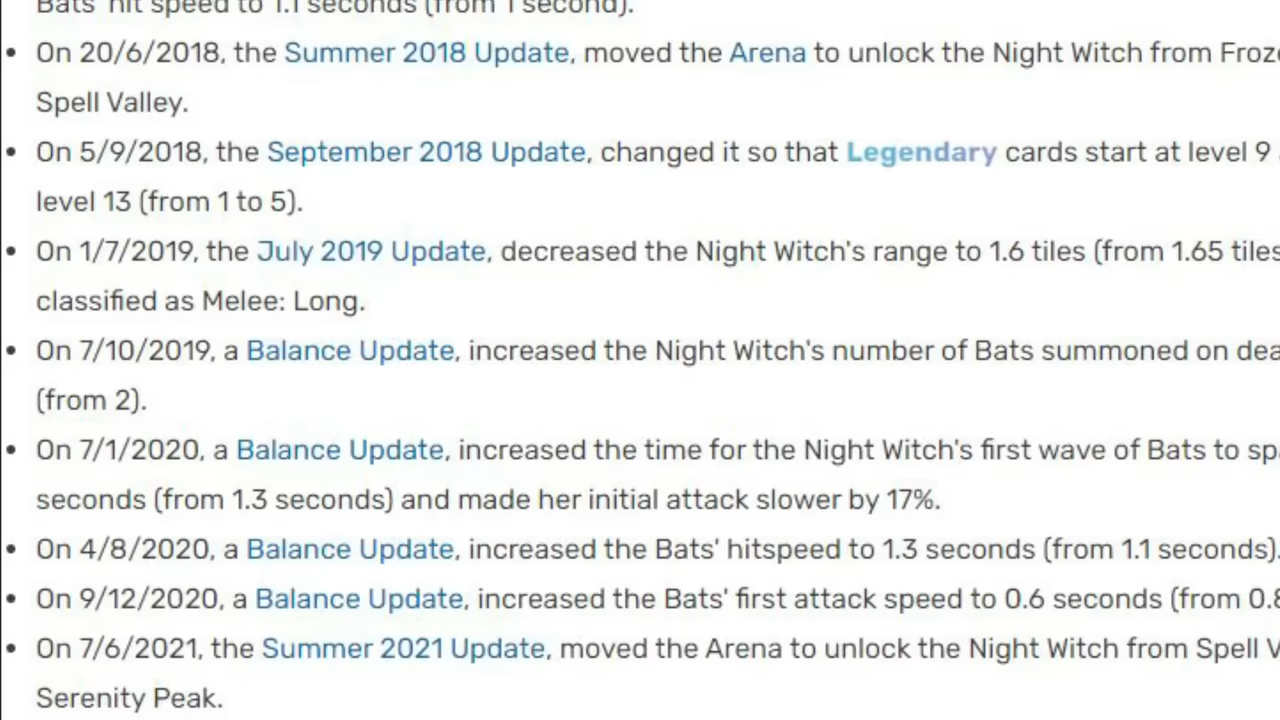 Bats' hit speed to 1.1 seconds (from 1 second).
• On 20/6/2018, the Summer 2018 Update, moved the Arena to unlock the Night Witch from
Spell Valley.
• On 5/9/2018, the September 2018 Update, changed it so that Legendary cards start at level 9
level 13 (from 1 to 5).
• On 1/7/2019, the July 2019 Update, decreased the Night Witch's range to 1.6 tiles (from 1.65 tiles
classified as Melee: Long.
• On 7/10/2019, a Balance Update, increased the Night Witch's number of Bats summoned on
(from 2).
• On 7/1/2020, a Balance Update, increased the time for the Night Witch's first wave of Bats to
seconds (from 1.3 seconds) and made her initial attack slower by 17%.
• On 4/8/2020, a Balance Update, increased the Bats' hitspeed to 1.3 seconds (from 1.1 seconds).
• On 9/12/2020, a Balance Update, increased the Bats' first attack speed to 0.6 seconds (from
• On 7/6/2021, the Summer 2021 Update, moved the Arena to unlock the Night Witch from Spell
Serenity Peak.